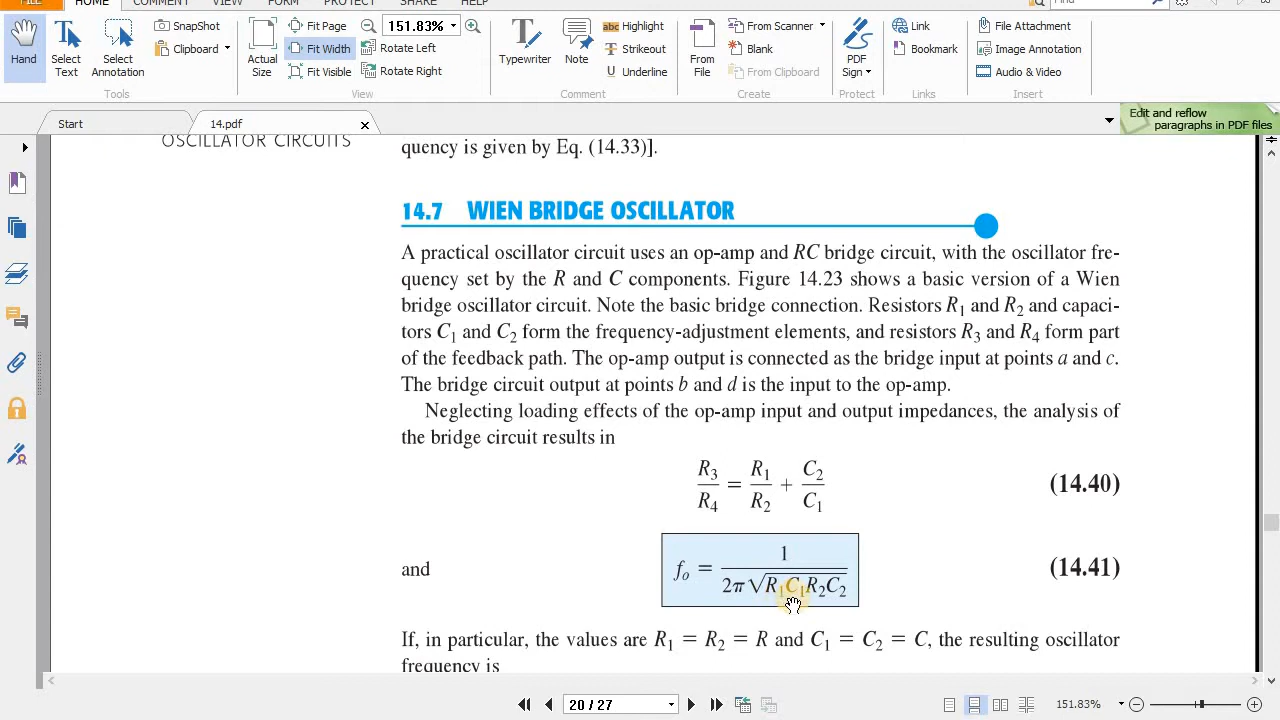 HOME COMMENT VIEW FORM PROTECT SHARE HELP
Hand
Select
Text
Select
Annotation
SnapShot
Clipboard
Tools
Actual
Size
Fit Page
Fit Width
Fit Visible
151.83%
Rotate Left
Rotate Right
View
Typewriter
Note
Highlight
Strikeout
Underline
Comment
From
File
From Scanner
Blank
From Clipboard
Create
PDF
Sign
Protect
Link
Bookmark
Links
File Attachment
Image Annotation
Audio & Video
Insert
Start
14.pdf
Edit and reflow
paragraphs in PDF files
OSCILLATOR CIRCUITS
quency is given by Eq. (14.33)].
14.7 WIEN BRIDGE OSCILLATOR
A practical oscillator circuit uses an op-amp and RC bridge circuit, with the oscillator fre-
quency set by the R and C components. Figure 14.23 shows a basic version of a Wien
bridge oscillator circuit. Note the basic bridge connection. Resistors R₁ and R₂ and capaci-
tors C₁ and C₂ form the frequency-adjustment elements, and resistors R₃ and R₄ form part
of the feedback path. The op-amp output is connected as the bridge input at points a and c.
The bridge circuit output at points b and d is the input to the op-amp.
Neglecting loading effects of the op-amp input and output impedances, the analysis of
the bridge circuit results in
R₃/R₄ = R₁/R₂ + C₂/C₁ (14.40)
and fₒ = 1/2π√R₁C₁R₂C₂ (14.41)
If, in particular, the values are R₁ = R₂ = R and C₁ = C₂ = C, the resulting oscillator
frequency is
20 / 27
151.83%